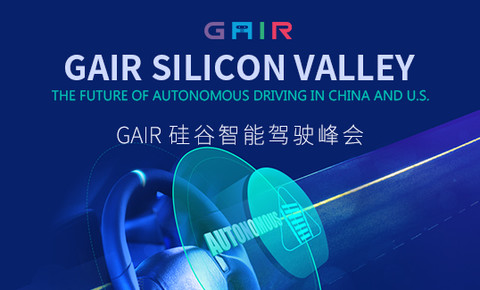 GAIR
GAIR SILICON VALLEY
THE FUTURE OF AUTONOMOUS DRIVING IN CHINA AND U.S.
GAIR 硅谷智能驾驶峰会
AUTONOMOUS